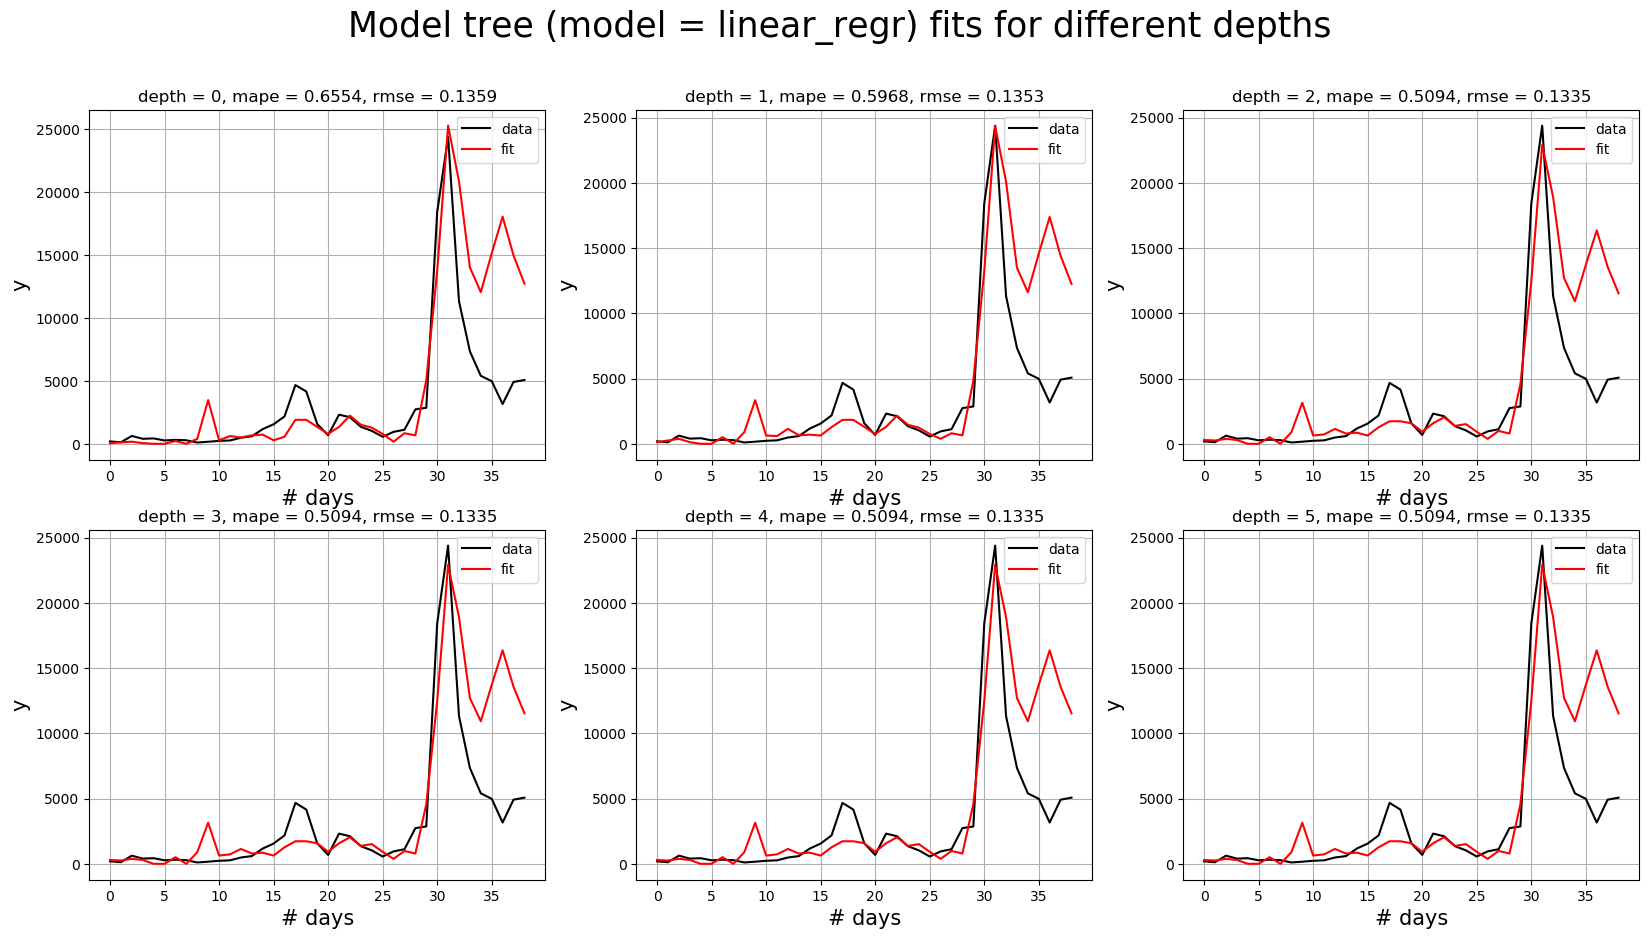 Model tree (model = linear_regr) fits for different depths
depth = 0, mape = 0.6554, rmse = 0.1359
25000
20000
15000
10000
5000
0
y
data
fit
0 5 10 15 20 25 30 35
# days
depth = 1, mape = 0.5968, rmse = 0.1353
25000
20000
15000
10000
5000
0
y
data
fit
0 5 10 15 20 25 30 35
# days
depth = 2, mape = 0.5094, rmse = 0.1335
25000
20000
15000
10000
5000
0
y
data
fit
0 5 10 15 20 25 30 35
# days
depth = 3, mape = 0.5094, rmse = 0.1335
25000
20000
15000
10000
5000
0
y
data
fit
0 5 10 15 20 25 30 35
# days
depth = 4, mape = 0.5094, rmse = 0.1335
25000
20000
15000
10000
5000
0
y
data
fit
0 5 10 15 20 25 30 35
# days
depth = 5, mape = 0.5094, rmse = 0.1335
25000
20000
15000
10000
5000
0
y
data
fit
0 5 10 15 20 25 30 35
# days